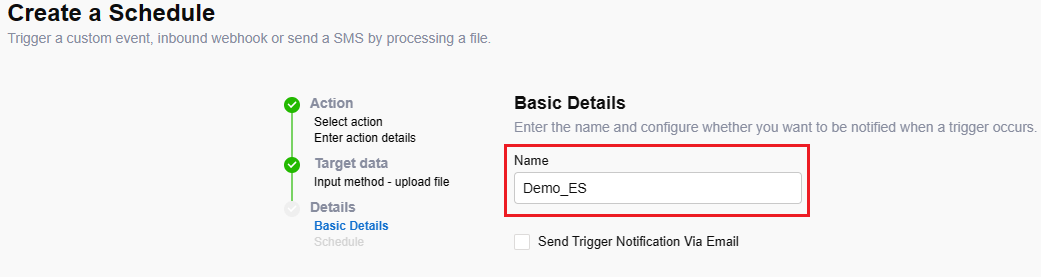 Create a Schedule
Trigger a custom event, inbound webhook or send a SMS by processing a file.
Action
Select action
Enter action details
Target data
Input method - upload file
Details
Basic Details
Schedule
Basic Details
Enter the name and configure whether you want to be notified when a trigger occurs.
Name
Demo_ES
Send Trigger Notification Via Email